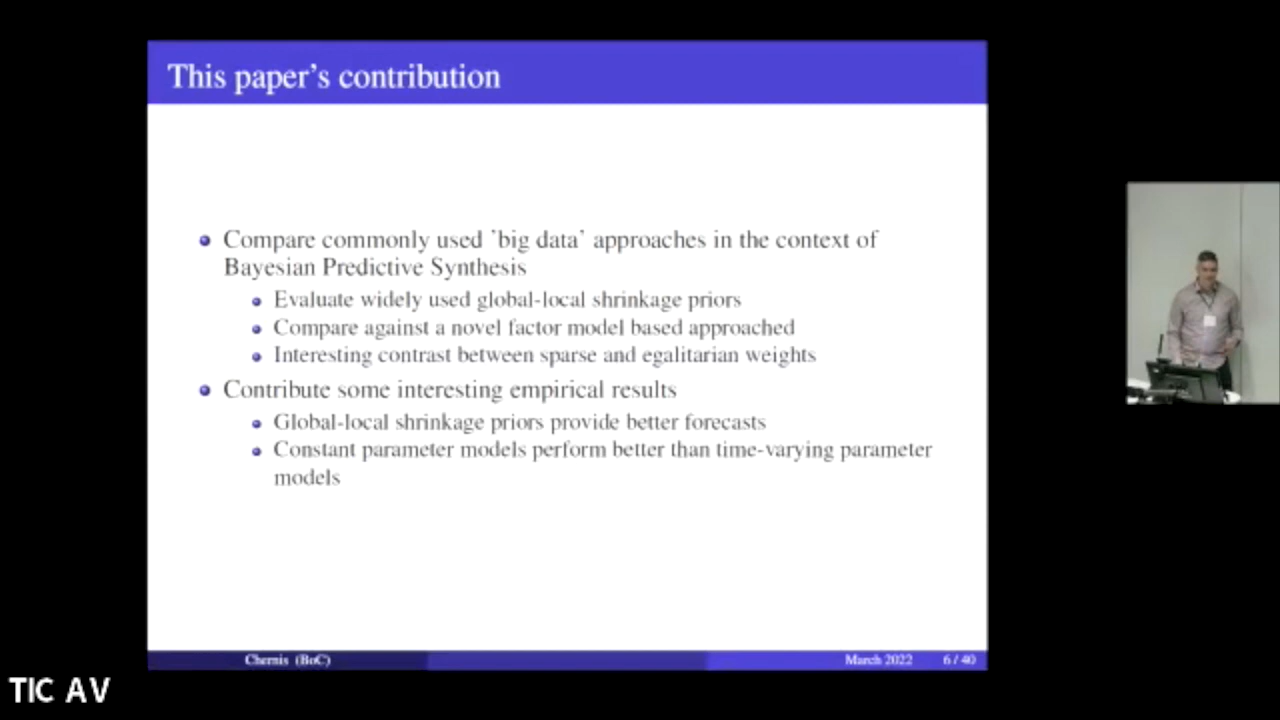 This paper's contribution
Compare commonly used 'big data' approaches in the context of
Bayesian Predictive Synthesis
Evaluate widely used global-local shrinkage priors
Compare against a novel factor model based approached
Interesting contrast between sparse and egalitarian weights
Contribute some interesting empirical results
Global-local shrinkage priors provide better forecasts
Constant parameter models perform better than time-varying parameter
models
Chernis (BoC)
March 2022 6 / 40
TIC AV